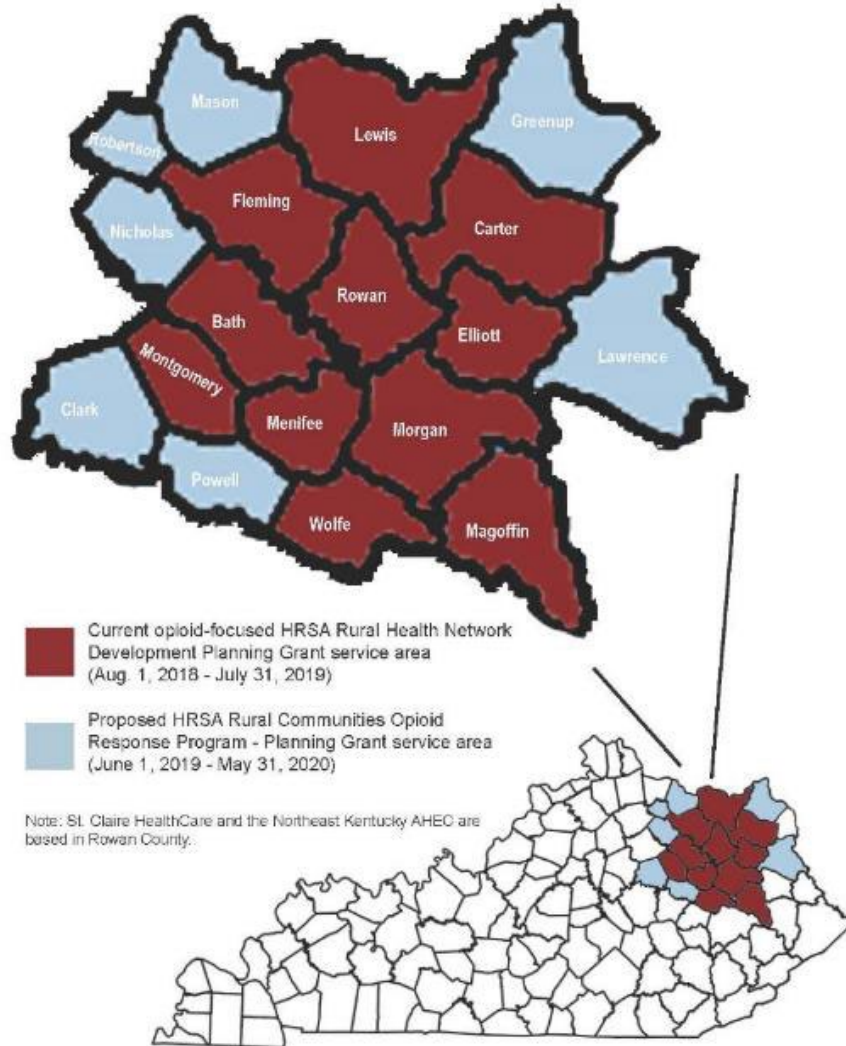 Mason
Lewis
Greenup
Robertson
Fleming
Nicholas
Carter
Rowan
Bath
Elliott
Lawrence
Montgomery
Clark
Menifee
Morgan
Powell
Wolfe
Magoffin
Current opioid-focused HRSA Rural Health Network
Development Planning Grant service area
(Aug. 1, 2018 - July 31, 2019)
Proposed HRSA Rural Communities Opioid
Response Program - Planning Grant service area
(June 1, 2019 - May 31, 2020)
Note: St. Claire HealthCare and the Northeast Kentucky AHEC are
based in Rowan County.